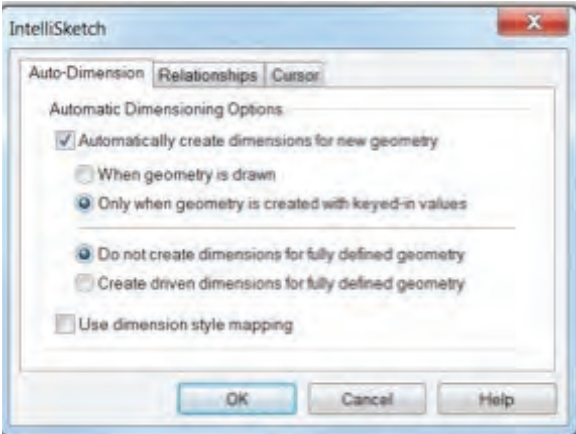 IntelliSketch
Auto-Dimension Relationships Cursor
Automatic Dimensioning Options
Automatically create dimensions for new geometry
When geometry is drawn
Only when geometry is created with keyed-in values
Do not create dimensions for fully defined geometry
Create driven dimensions for fully defined geometry
Use dimension style mapping
OK Cancel Help